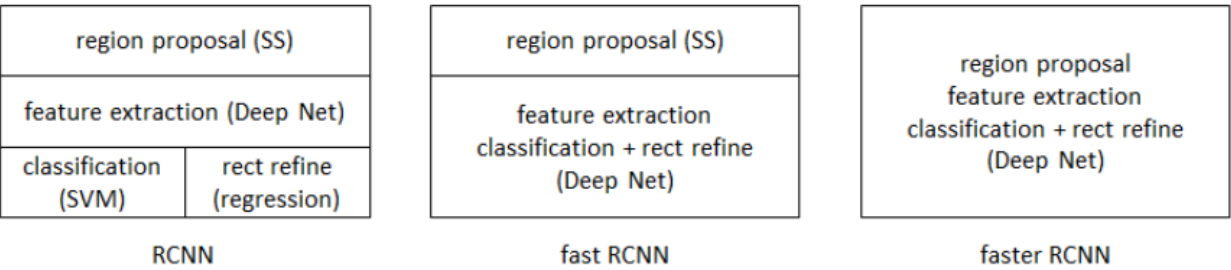 region proposal (SS)
feature extraction (Deep Net)
classification
(SVM)
rect refine
(regression)
RCNN
region proposal (SS)
feature extraction
classification + rect refine
(Deep Net)
fast RCNN
region proposal
feature extraction
classification + rect refine
(Deep Net)
faster RCNN